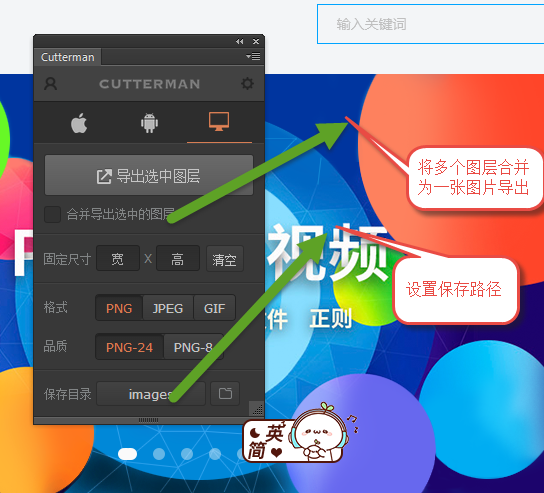 输入关键词
Cutterman
CUTTERMAN
导出选中图层
合并导出选中的图层
将多个图层合并
为一张图片导出
固定尺寸 宽 X 高 清空
视频
设置保存路径
格式 PNG JPEG GIF
正则
品质 PNG-24 PNG-8
保存目录 images
英
简